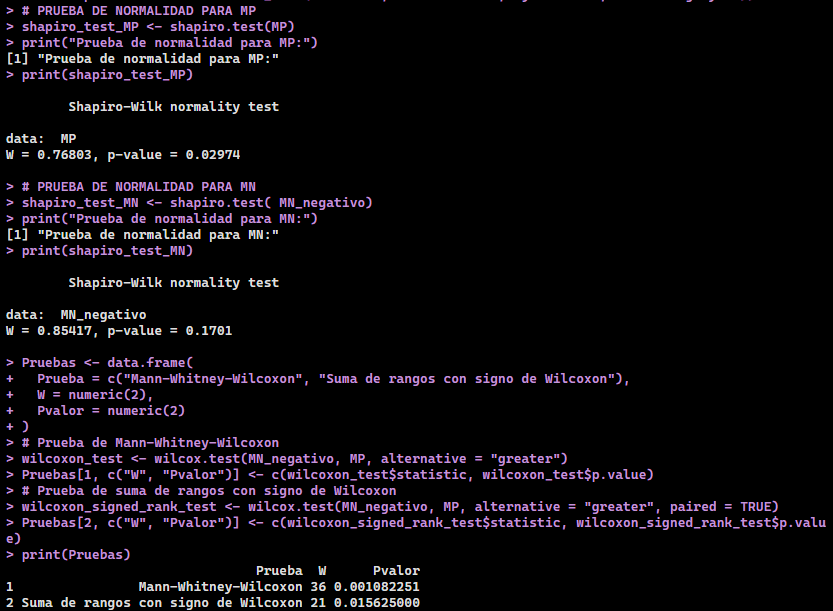 > # PRUEBA DE NORMALIDAD PARA MP
> shapiro_test_MP <- shapiro.test(MP)
> print("Prueba de normalidad para MP:")
[1] "Prueba de normalidad para MP:"
> print(shapiro_test_MP)

        Shapiro-Wilk normality test

data:  MP
W = 0.76803, p-value = 0.02974

> # PRUEBA DE NORMALIDAD PARA MN
> shapiro_test_MN <- shapiro.test( MN_negativo)
> print("Prueba de normalidad para MN:")
[1] "Prueba de normalidad para MN:"
> print(shapiro_test_MN)

        Shapiro-Wilk normality test

data:  MN_negativo
W = 0.85417, p-value = 0.1701

> Pruebas <- data.frame(
+   Prueba = c("Mann-Whitney-Wilcoxon", "Suma de rangos con signo de Wilcoxon"),
+   W = numeric(2),
+   Pvalor = numeric(2)
+ )
> # Prueba de Mann-Whitney-Wilcoxon
> wilcoxon_test <- wilcox.test(MN_negativo, MP, alternative = "greater")
> Pruebas[1, c("W", "Pvalor")] <- c(wilcoxon_test$statistic, wilcoxon_test$p.value)
> # Prueba de suma de rangos con signo de Wilcoxon
> wilcoxon_signed_rank_test <- wilcox.test(MN_negativo, MP, alternative = "greater", paired = TRUE)
> Pruebas[2, c("W", "Pvalor")] <- c(wilcoxon_signed_rank_test$statistic, wilcoxon_signed_rank_test$p.valu
e)
> print(Pruebas)
                                Prueba  W      Pvalor
1                Mann-Whitney-Wilcoxon 36 0.001082251
2 Suma de rangos con signo de Wilcoxon 21 0.015625000